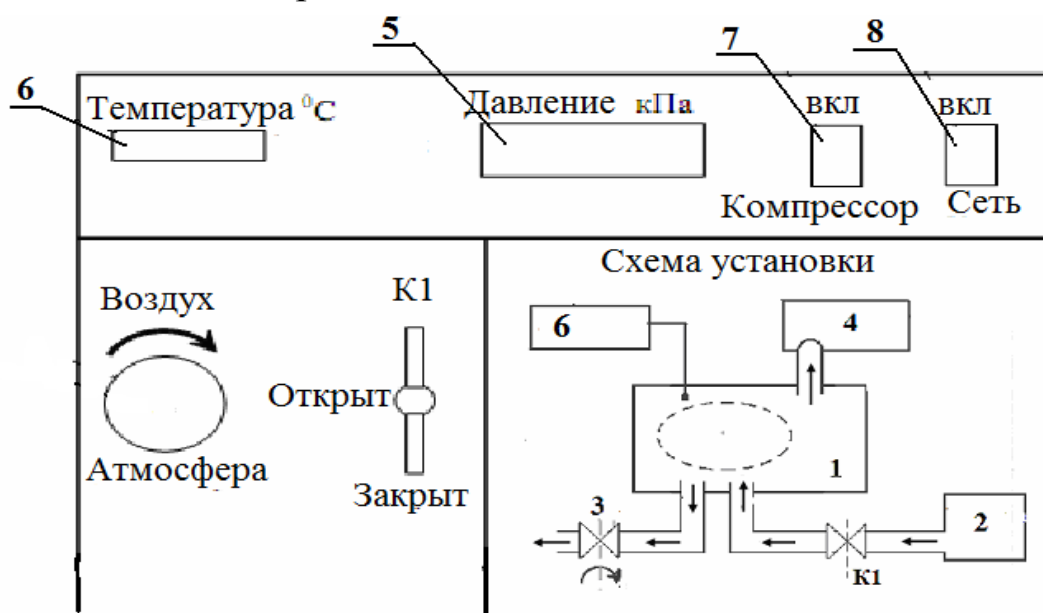 5
7
8
6
Температура ⁰C
Давление кПа
вкл
вкл
Компрессор
Сеть
Схема установки
Воздух
К1
6
4
Открыт
Атмосфера
1
Закрыт
3
2
К1